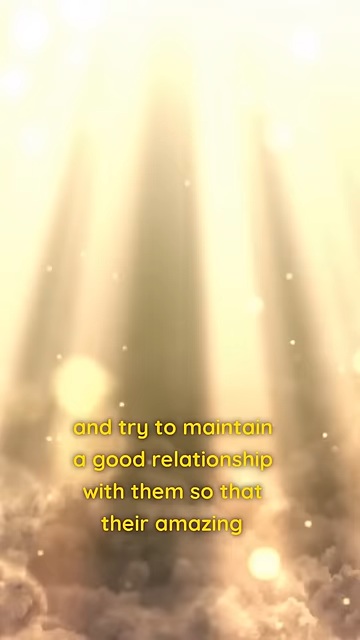 and try to maintain
a good relationship
with them so that
their amazing